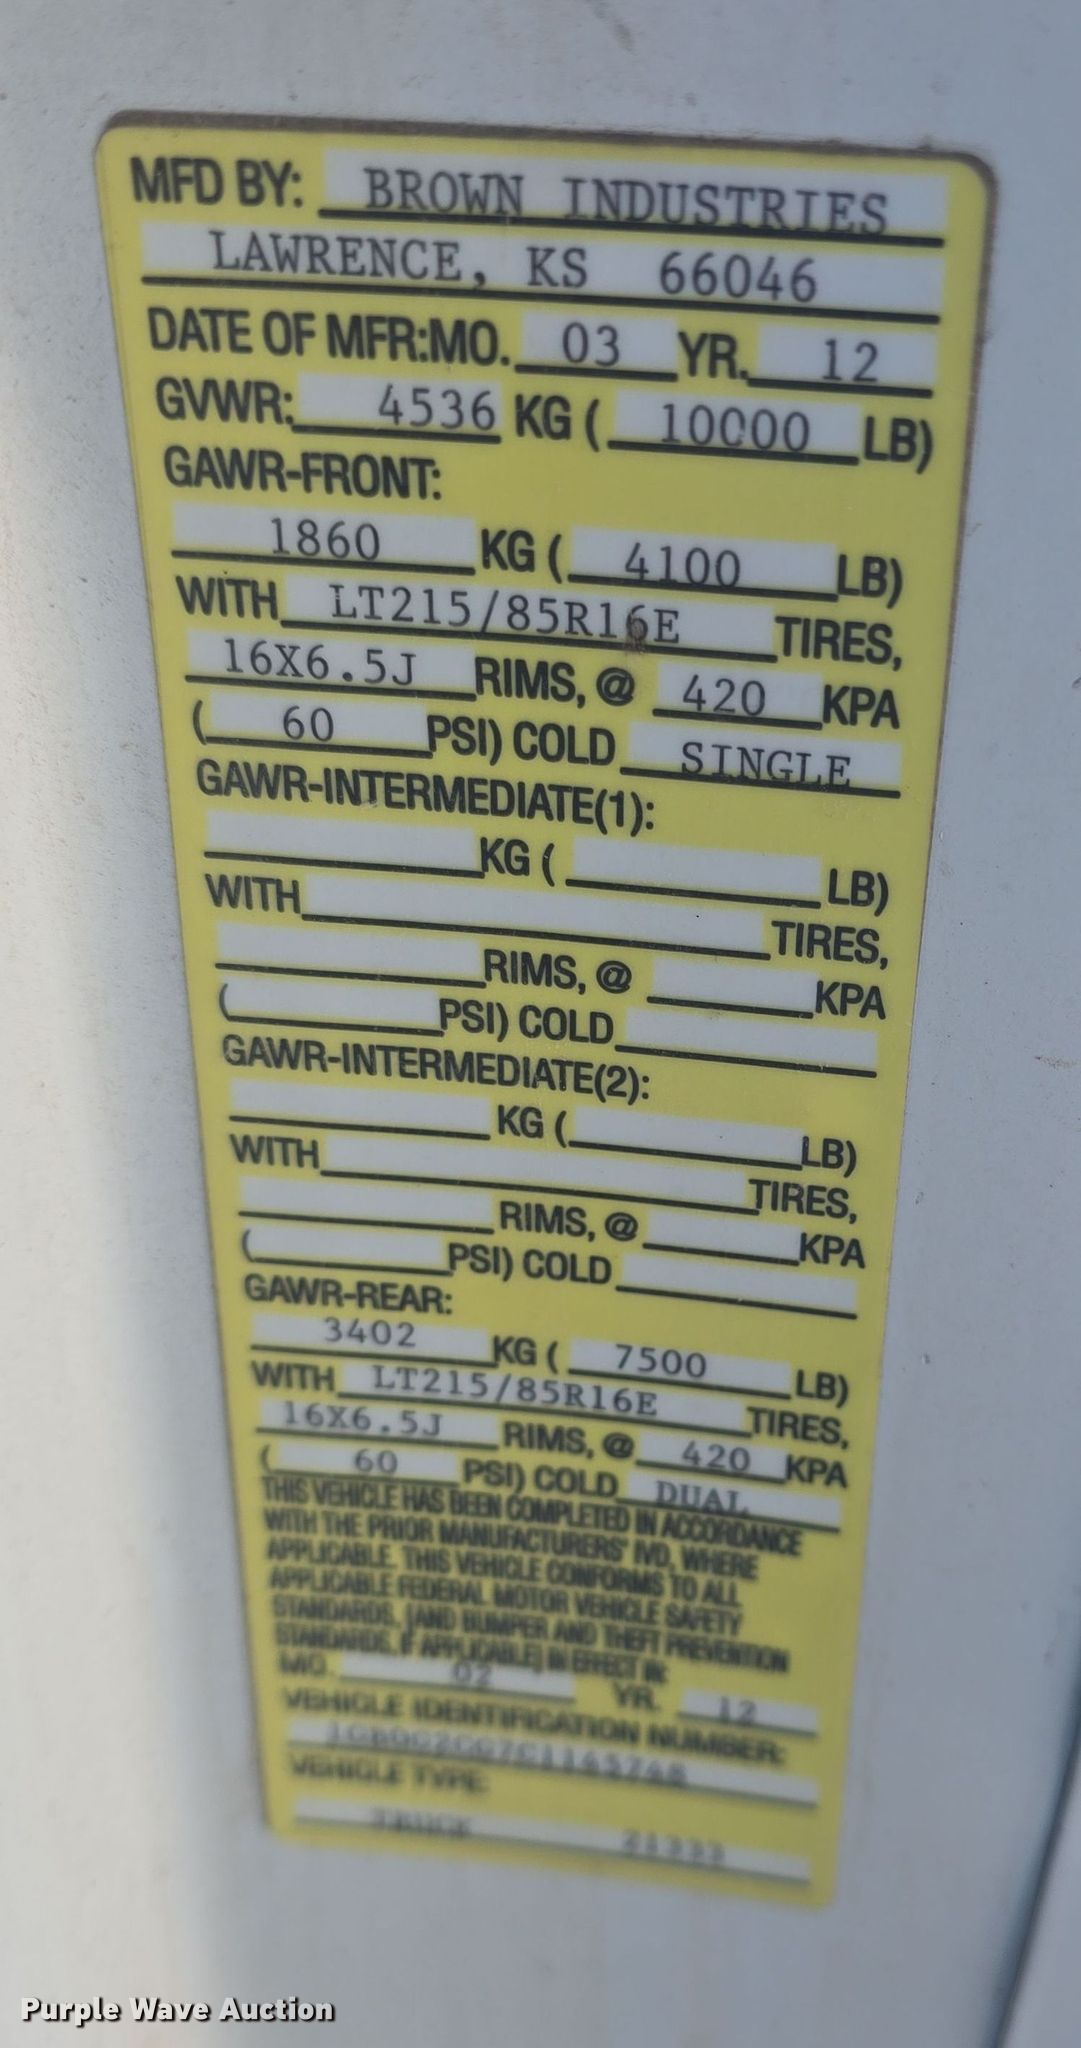 MFD BY: BROWN INDUSTRIES
LAWRENCE, KS 66046
DATE OF MFR:MO. 03 YR. 12
GVWR: 4536 KG ( 10000 LB)
GAWR-FRONT:
1860 KG ( 4100 LB)
WITH LT215/85R16E TIRES,
16X6.5J RIMS, @ 420 KPA
( 60 PSI) COLD SINGLE
GAWR-INTERMEDIATE(1):
KG ( LB)
WITH TIRES,
RIMS, @ KPA
( PSI) COLD
GAWR-INTERMEDIATE(2):
KG ( LB)
WITH TIRES,
RIMS, @ KPA
( PSI) COLD
GAWR-REAR:
3402 KG ( 7500 LB)
WITH LT215/85R16E TIRES,
16X6.5J RIMS, @ 420 KPA
( 60 PSI) COLD DUAL
THIS VEHICLE HAS BEEN COMPLETED IN ACCORDANCE
WITH THE PRIOR MANUFACTURERS' IVD, WHERE
APPLICABLE. THIS VEHICLE CONFORMS TO ALL
APPLICABLE FEDERAL MOTOR VEHICLE SAFETY
STANDARDS, [AND BUMPER AND THEFT PREVENTION
STANDARDS, IF APPLICABLE] IN EFFECT IN:
MO. 02 YR. 12
VEHICLE IDENTIFICATION NUMBER:
VEHICLE TYPE:
TRUCK
Purple Wave Auction